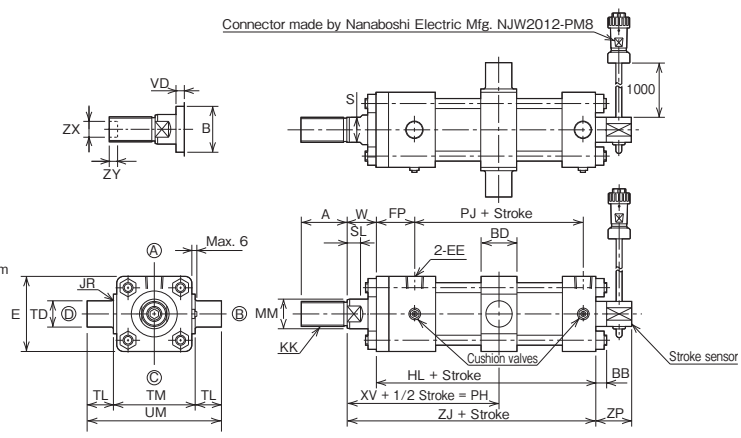 Connector made by Nanaboshi Electric Mfg. NJW2012-PM8
VD
S
1000
ZX
B
ZY
A
W
FP
PJ + Stroke
SL
BD
2-EE
Ⓐ
Max. 6
m
JR
E
TD
Ⓓ
Ⓑ
MM
KK
Cushion valves
Stroke sensor
Ⓒ
HL + Stroke
BB
TL
TM
TL
XV + 1/2 Stroke = PH
UM
ZJ + Stroke
ZP